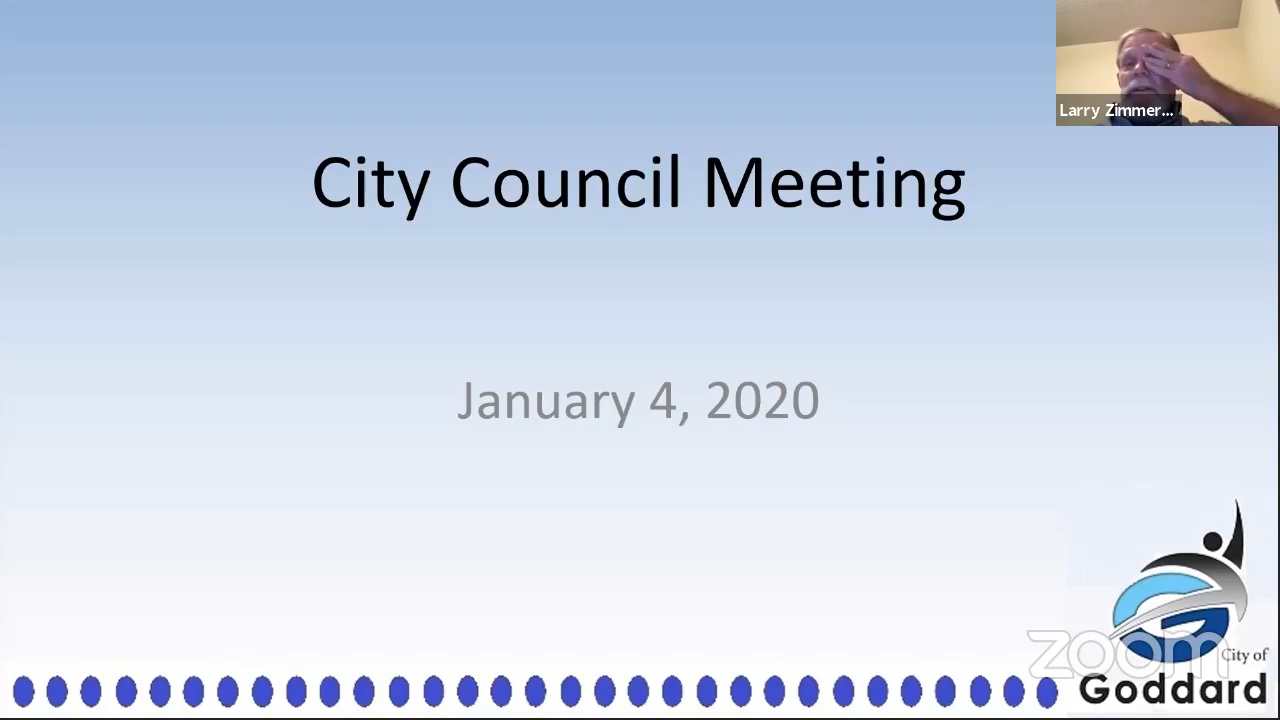 Larry Zimmer...
City Council Meeting
January 4, 2020
zoom
City of
Goddard